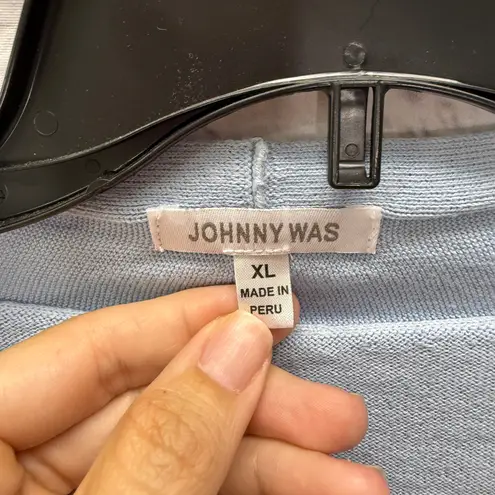 JOHNNY WAS
XL
MADE IN
PERU